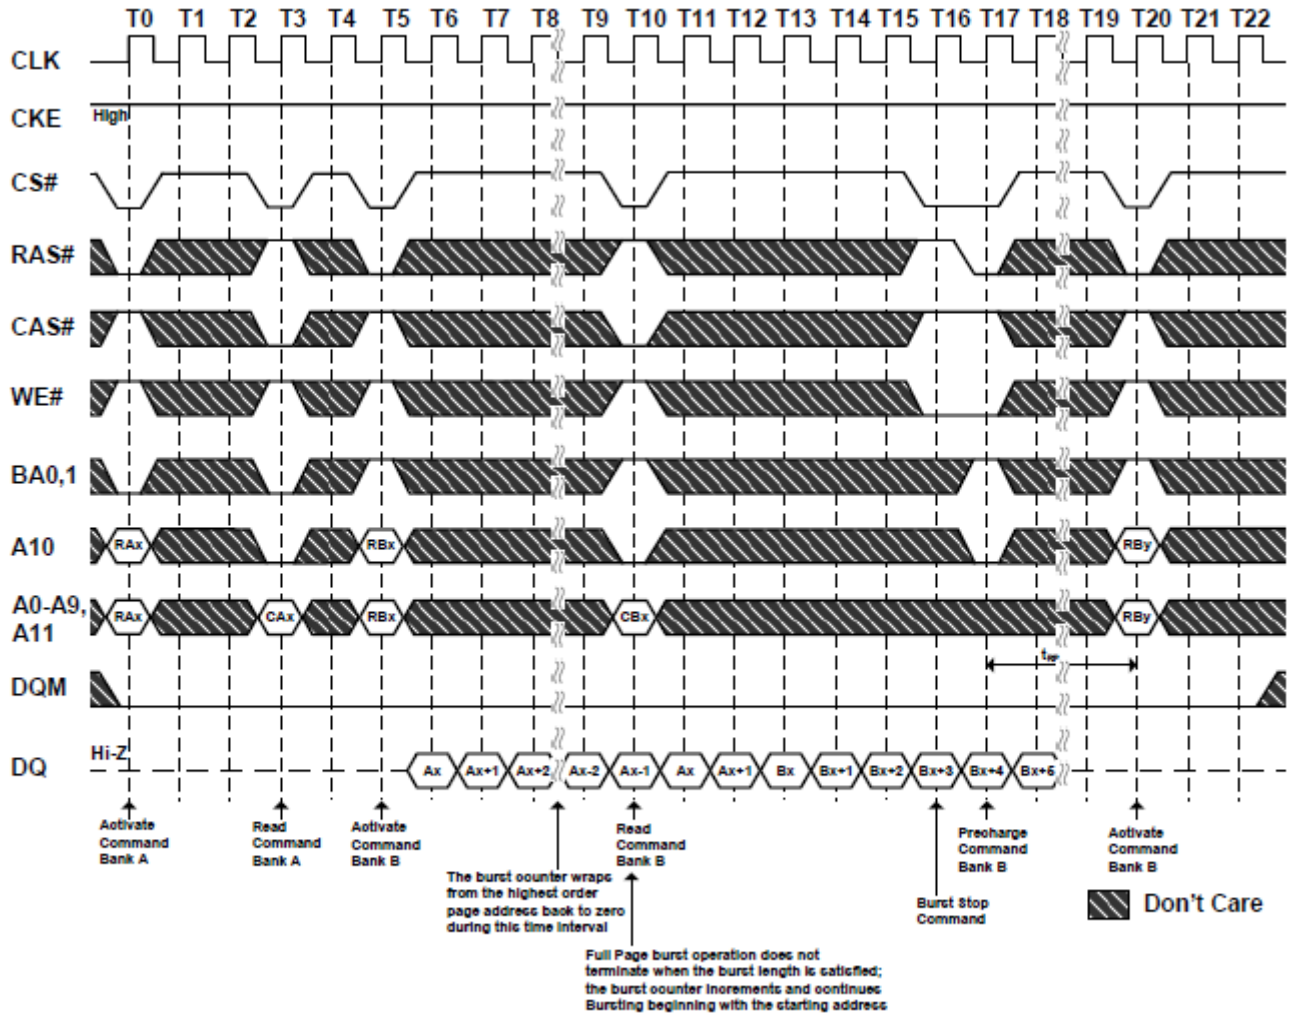 T0 T1 T2 T3 T4 T5 T6 T7 T8 T9 T10 T11 T12 T13 T14 T15 T16 T17 T18 T19 T20 T21 T22
CLK
CKE High
CS#
RAS#
CAS#
WE#
BA0,1
A10 RAx RBx RBy
A0-A9,
A11
RAx CAx RBx CBx RBy
tRP
DQM
Hi-Z
DQ Ax Ax+1 Ax+2 Ax-2 Ax-1 Ax Ax+1 Bx Bx+1 Bx+2 Bx+3 Bx+4 Bx+5
Activate
Command
Bank A
Read
Command
Bank A
Activate
Command
Bank B
Read
Command
Bank B
Precharge
Command
Bank B
Activate
Command
Bank B
The burst counter wraps
from the highest order
page address back to zero
during this time interval
Burst Stop
Command
Don't Care
Full Page burst operation does not
terminate when the burst length is satisfied;
the burst counter increments and continues
Bursting beginning with the starting address